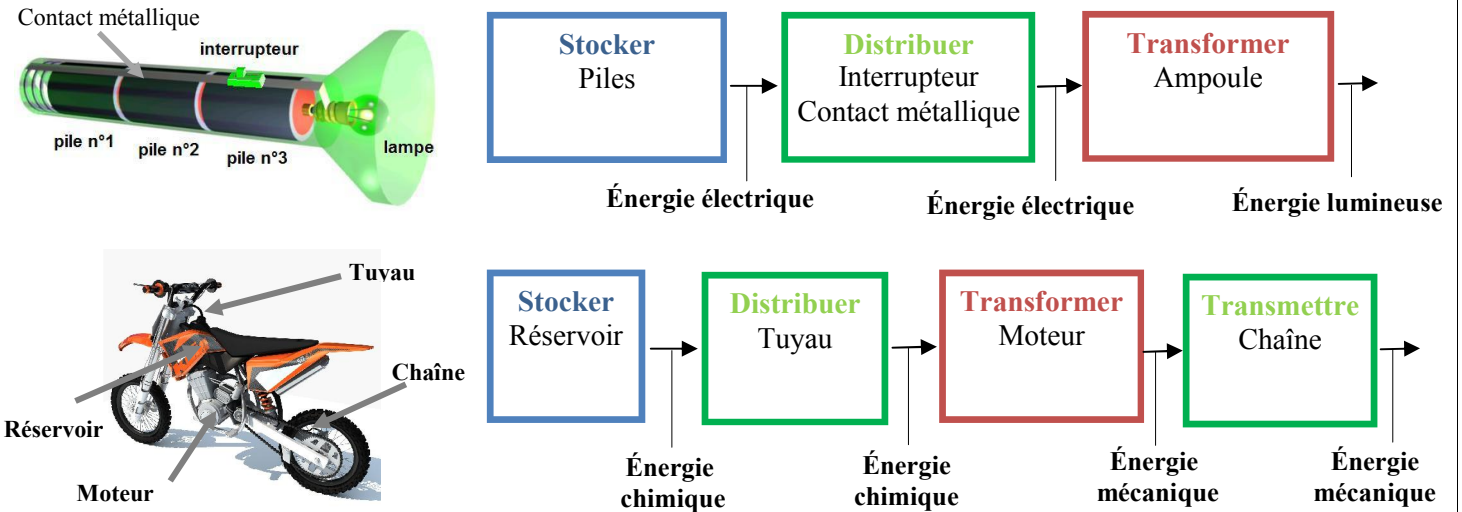 Contact métallique
interrupteur
pile n°1
pile n°2
pile n°3
lampe
Stocker
Piles
Distribuer
Interrupteur
Contact métallique
Transformer
Ampoule
Énergie électrique
Énergie électrique
Énergie lumineuse
Tuyau
Chaîne
Réservoir
Moteur
Stocker
Réservoir
Distribuer
Tuyau
Transformer
Moteur
Transmettre
Chaîne
Énergie
chimique
Énergie
chimique
Énergie
mécanique
Énergie
mécanique